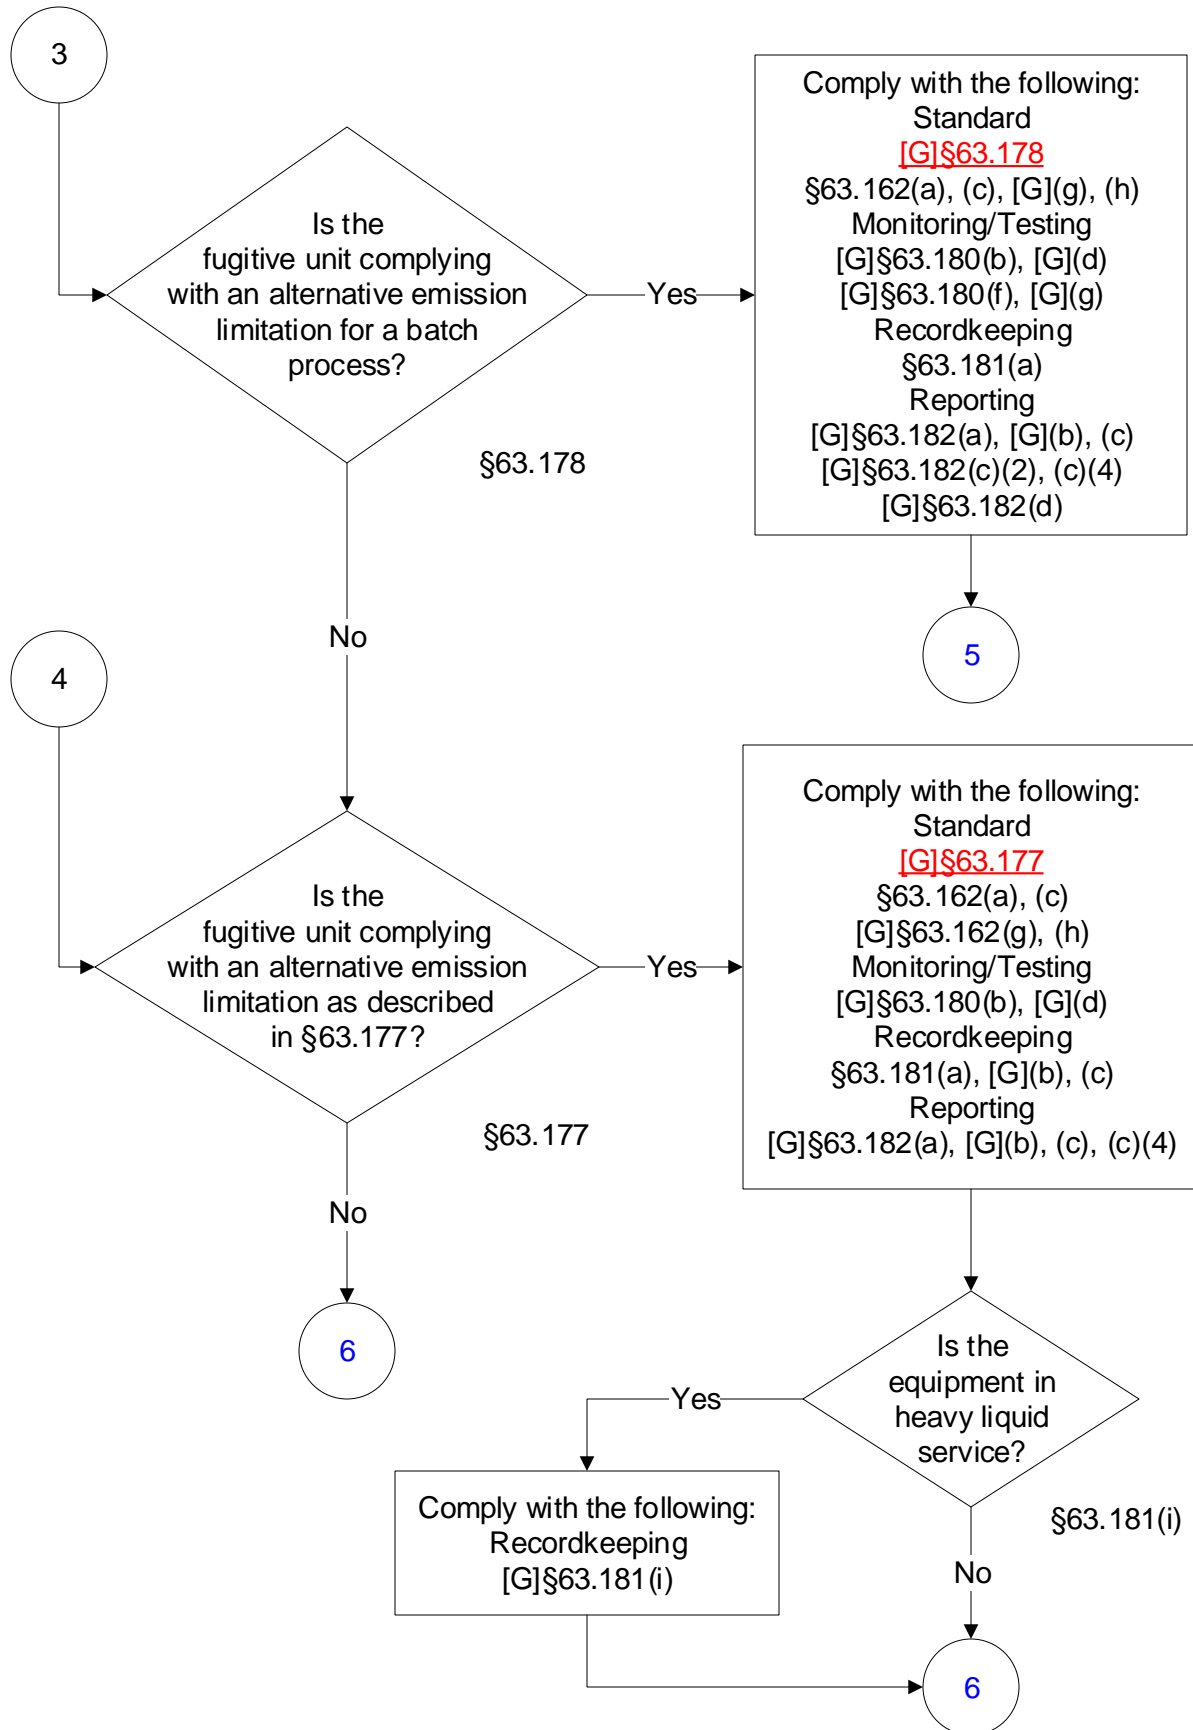 3
Is the
fugitive unit complying
with an alternative emission
limitation for a batch
process?
Yes
Comply with the following:
Standard
[G]§63.178
§63.162(a), (c), [G](g), (h)
Monitoring/Testing
[G]§63.180(b), [G](d)
[G]§63.180(f), [G](g)
Recordkeeping
§63.181(a)
Reporting
[G]§63.182(a), [G](b), (c)
[G]§63.182(c)(2), (c)(4)
[G]§63.182(d)
§63.178
No
5
4
Is the
fugitive unit complying
with an alternative emission
limitation as described
in §63.177?
Yes
Comply with the following:
Standard
[G]§63.177
§63.162(a), (c)
[G]§63.162(g), (h)
Monitoring/Testing
[G]§63.180(b), [G](d)
Recordkeeping
§63.181(a), [G](b), (c)
Reporting
[G]§63.182(a), [G](b), (c), (c)(4)
§63.177
No
6
Is the
equipment in
heavy liquid
service?
Yes
§63.181(i)
Comply with the following:
Recordkeeping
[G]§63.181(i)
No
6